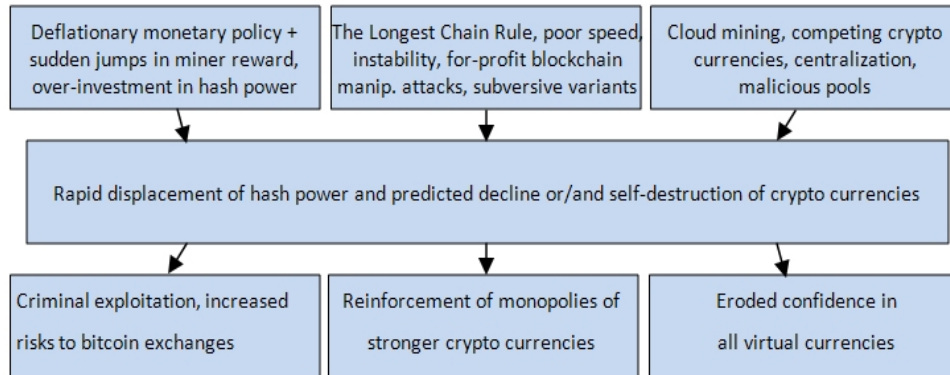 Deflationary monetary policy +
sudden jumps in miner reward,
over-investment in hash power
The Longest Chain Rule, poor speed,
instability, for-profit blockchain
manip. attacks, subversive variants
Cloud mining, competing crypto
currencies, centralization,
malicious pools
Rapid displacement of hash power and predicted decline or/and self-destruction of crypto currencies
Criminal exploitation, increased
risks to bitcoin exchanges
Reinforcement of monopolies of
stronger crypto currencies
Eroded confidence in
all virtual currencies